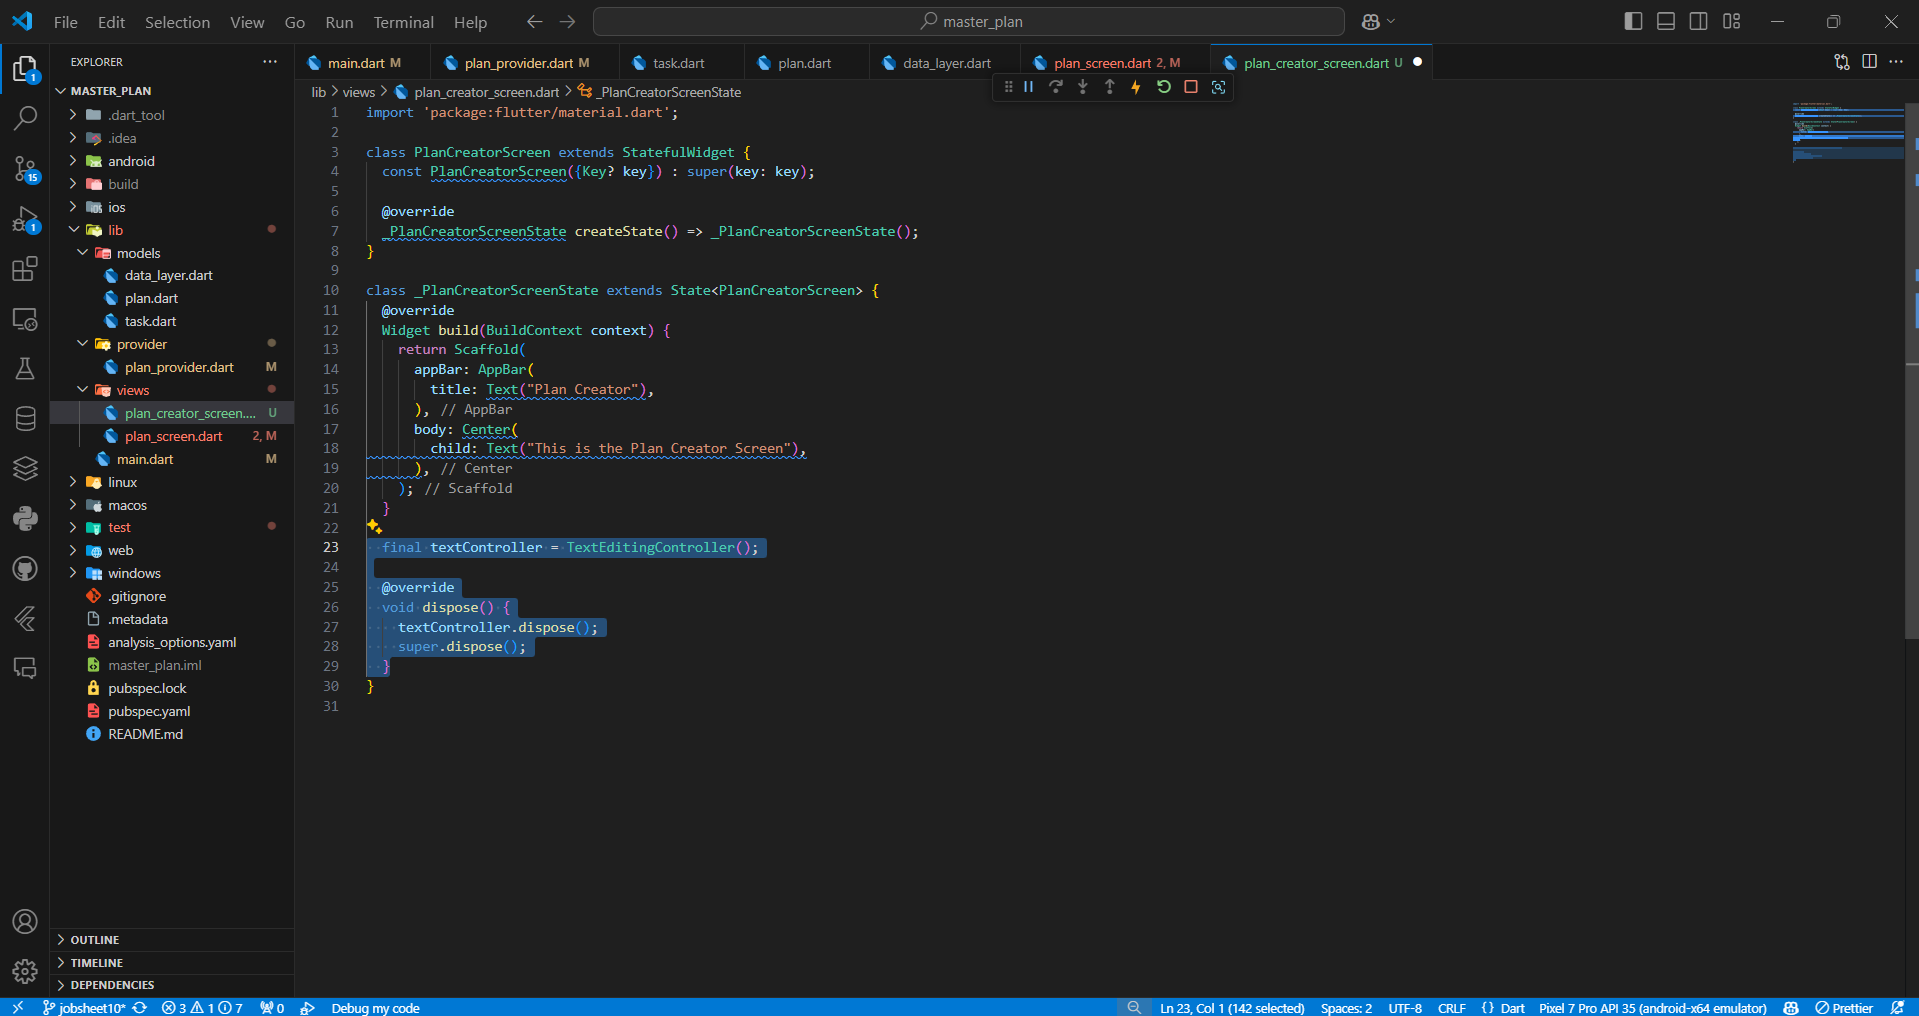 File Edit Selection View Go Run Terminal Help
master_plan
EXPLORER
MASTER_PLAN
.dart_tool
.idea
android
build
ios
lib
models
data_layer.dart
plan.dart
task.dart
provider
plan_provider.dart M
views
plan_creator_screen.... U
plan_screen.dart 2, M
main.dart M
linux
macos
test
web
windows
.gitignore
.metadata
analysis_options.yaml
master_plan.iml
pubspec.lock
pubspec.yaml
README.md
OUTLINE
TIMELINE
DEPENDENCIES
1
15
1
main.dart M plan_provider.dart M task.dart plan.dart data_layer.dart plan_screen.dart 2, M plan_creator_screen.dart U
lib > views > plan_creator_screen.dart > _PlanCreatorScreenState
1 import 'package:flutter/material.dart';
2
3 class PlanCreatorScreen extends StatefulWidget {
4 const PlanCreatorScreen({Key? key}) : super(key: key);
5
6 @override
7 _PlanCreatorScreenState createState() => _PlanCreatorScreenState();
8 }
9
10 class _PlanCreatorScreenState extends State<PlanCreatorScreen> {
11 @override
12 Widget build(BuildContext context) {
13 return Scaffold(
14 appBar: AppBar(
15 title: Text("Plan Creator"),
16 ), // AppBar
17 body: Center(
18 child: Text("This is the Plan Creator Screen"),
19 ), // Center
20 ); // Scaffold
21 }
22
23 final textController = TextEditingController();
24
25 @override
26 void dispose() {
27 textController.dispose();
28 super.dispose();
29 }
30 }
31
jobsheet10* 3 1 7 0 Debug my code Ln 23, Col 1 (142 selected) Spaces: 2 UTF-8 CRLF {} Dart Pixel 7 Pro API 35 (android-x64 emulator) Prettier